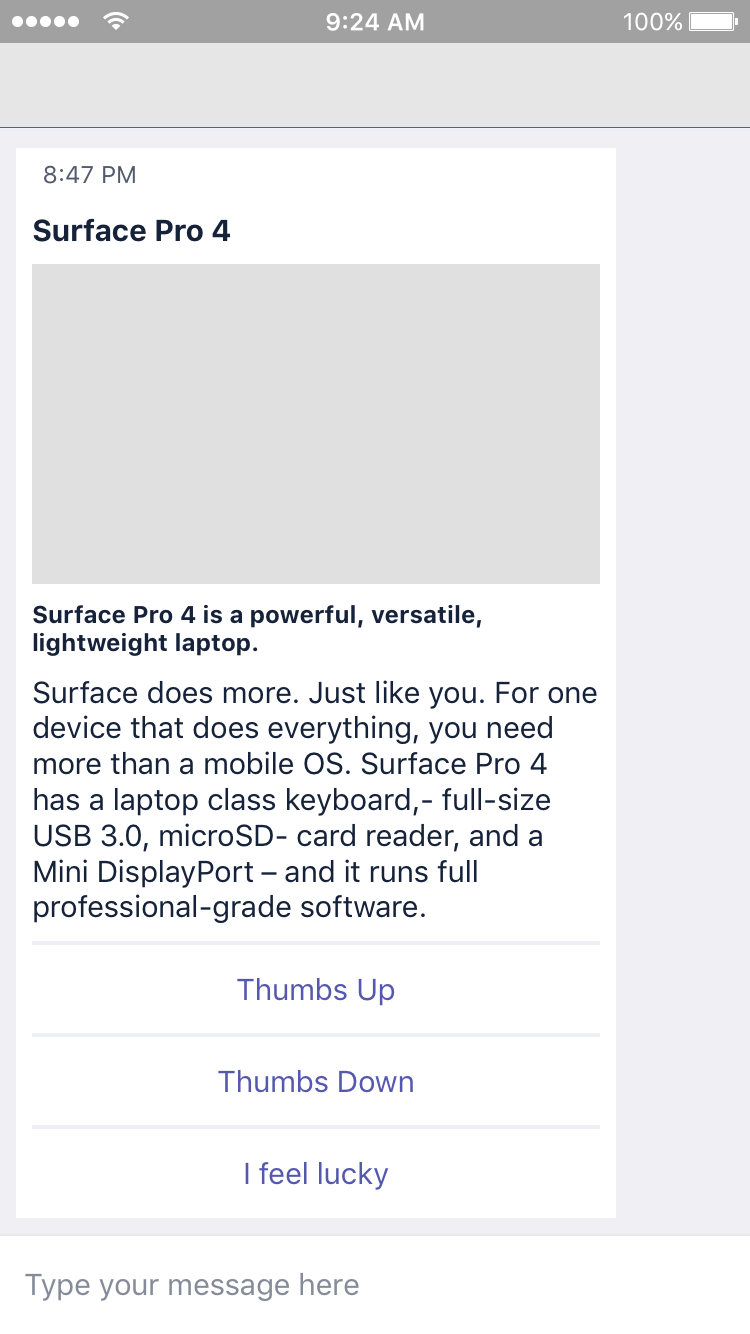 9:24 AM
100%
8:47 PM
Surface Pro 4
Surface Pro 4 is a powerful, versatile,
lightweight laptop.
Surface does more. Just like you. For one
device that does everything, you need
more than a mobile OS. Surface Pro 4
has a laptop class keyboard,- full-size
USB 3.0, microSD- card reader, and a
Mini DisplayPort – and it runs full
professional-grade software.
Thumbs Up
Thumbs Down
I feel lucky
Type your message here